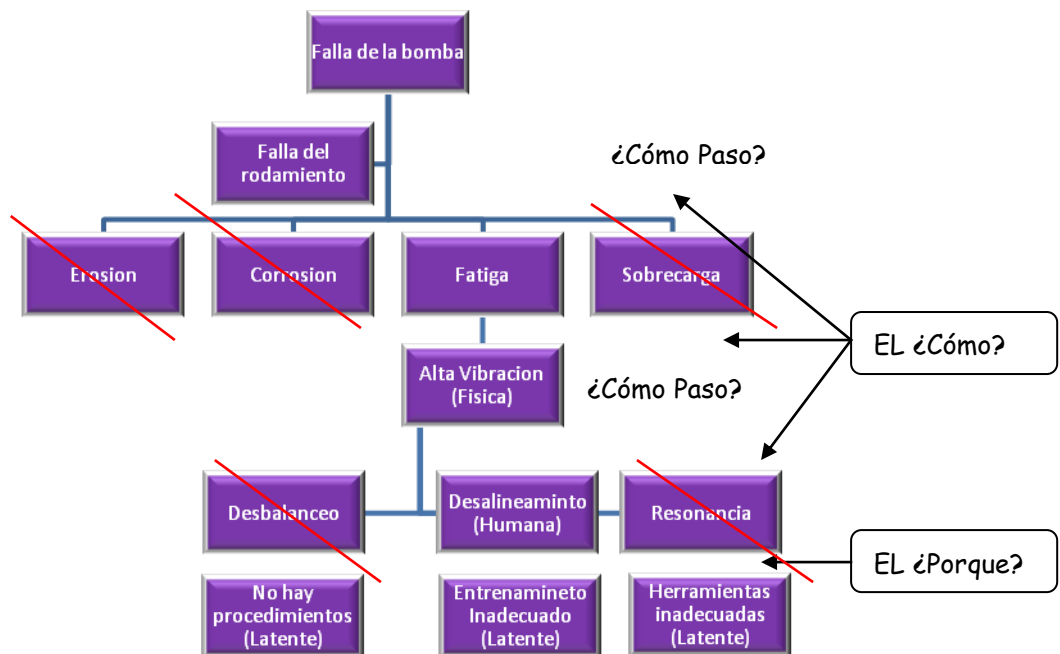 Falla de la bomba
Falla del
rodamiento
¿Cómo Paso?
Erosion
Corrosion
Fatiga
Sobrecarga
EL ¿Cómo?
Alta Vibracion
(Fisica)
¿Cómo Paso?
Desbalanceo
Desalineaminto
(Humana)
Resonancia
EL ¿Porque?
No hay
procedimientos
(Latente)
Entrenamineto
Inadecuado
(Latente)
Herramientas
inadecuadas
(Latente)